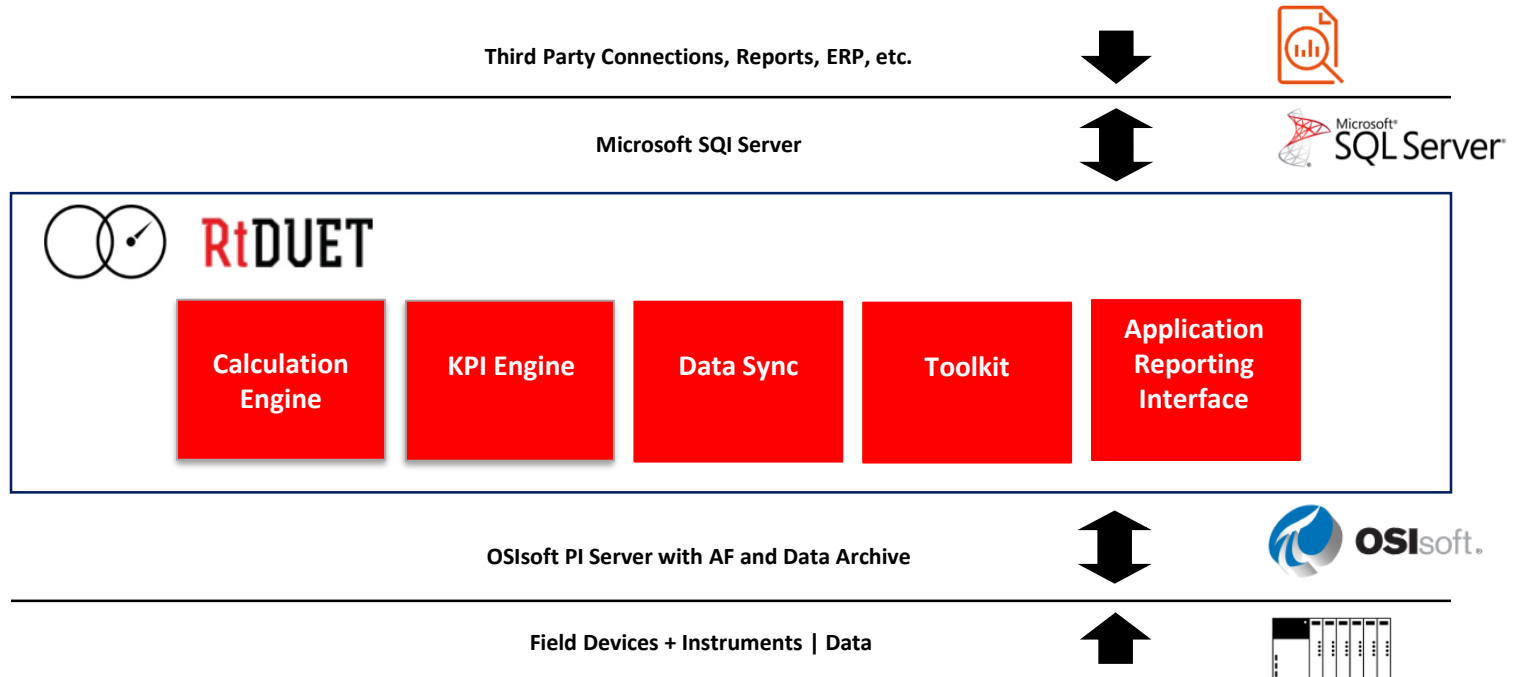 Third Party Connections, Reports, ERP, etc.
Microsoft SQI Server
Microsoft®
SQL Server®
RtDUET
Calculation
Engine
KPI Engine
Data Sync
Toolkit
Application
Reporting
Interface
OSIsoft PI Server with AF and Data Archive
OSIsoft®
Field Devices + Instruments | Data